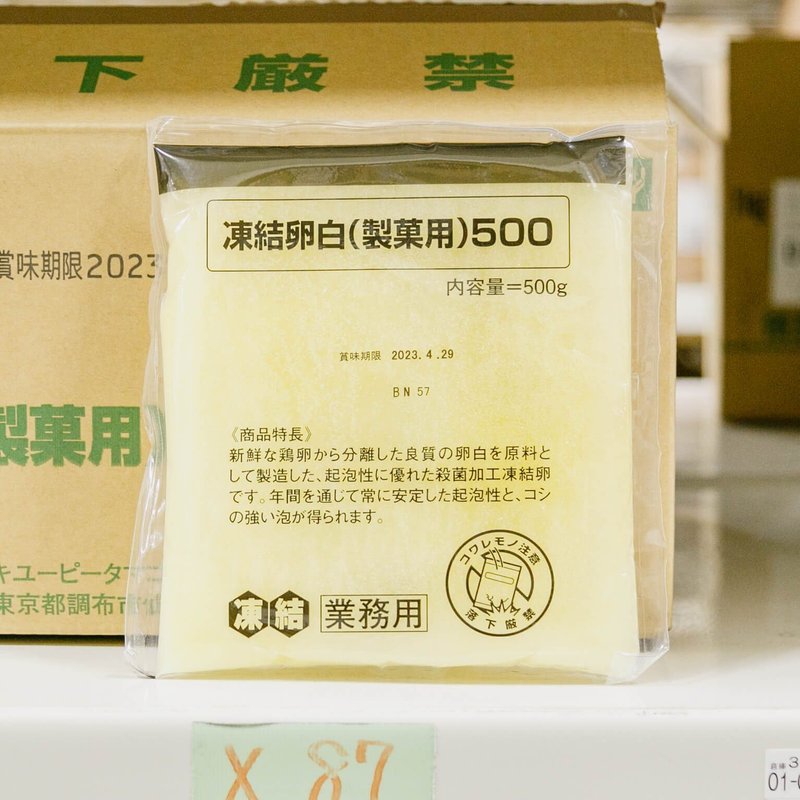 下厳禁
凍結卵白(製菓用)500
内容量=500g
賞味期限2023
賞味期限 2023.4.29
BN 57
製菓用)
《商品特長》
新鮮な鶏卵から分離した良質の卵白を原料と
して製造した、起泡性に優れた殺菌加工凍結卵
です。年間を通じて常に安定した起泡性と、コシ
の強い泡が得られます。
コワレモノ注意
落下厳禁
キユーピータマゴ
東京都調布市仙
凍結 業務用
X 87
倉庫 3
01-